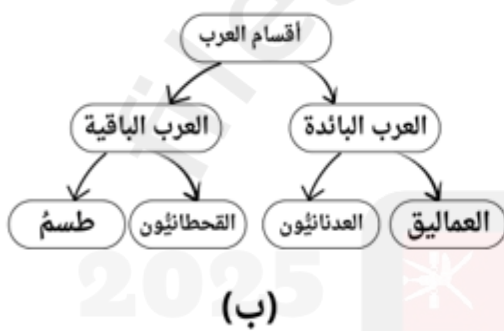 أقسام العرب
العرب البائدة
العرب الباقية
العماليق
العدنانيُّون
القحطانيُّون
طسمُ
2025
(ب)